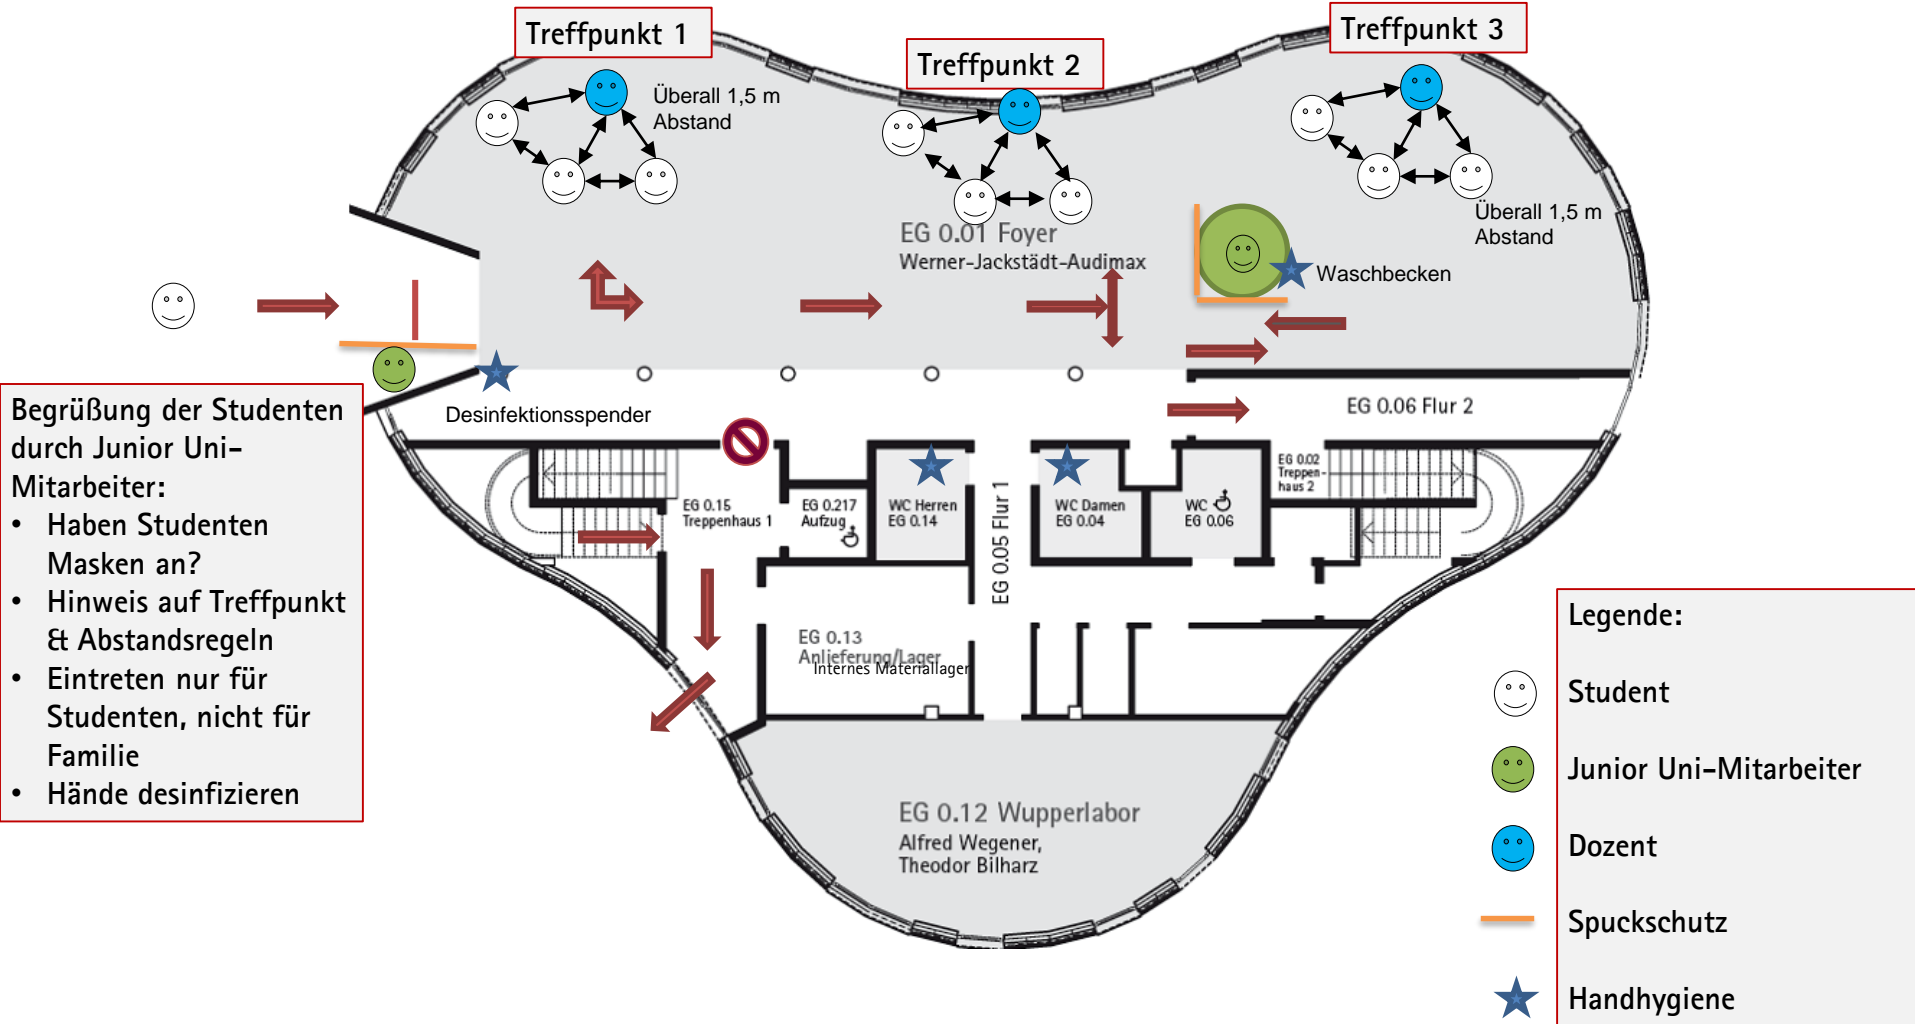 Treffpunkt 1
Treffpunkt 2
Treffpunkt 3
Überall 1,5 m
Abstand
Überall 1,5 m
Abstand
EG 0.01 Foyer
Werner-Jackstädt-Audimax
Waschbecken
Desinfektionsspender
EG 0.06 Flur 2
EG 0.15
Treppenhaus 1
EG 0.217
Aufzug
WC Herren
EG 0.14
EG 0.05 Flur 1
WC Damen
EG 0.04
WC
EG 0.06
EG 0.02
Treppen-
haus 2
EG 0.13
Anlieferung/Lager
Internes Materiallager
EG 0.12 Wupperlabor
Alfred Wegener,
Theodor Bilharz
Begrüßung der Studenten
durch Junior Uni-
Mitarbeiter:
• Haben Studenten
Masken an?
• Hinweis auf Treffpunkt
& Abstandsregeln
• Eintreten nur für
Studenten, nicht für
Familie
• Hände desinfizieren
Legende:
Student
Junior Uni-Mitarbeiter
Dozent
Spuckschutz
Handhygiene